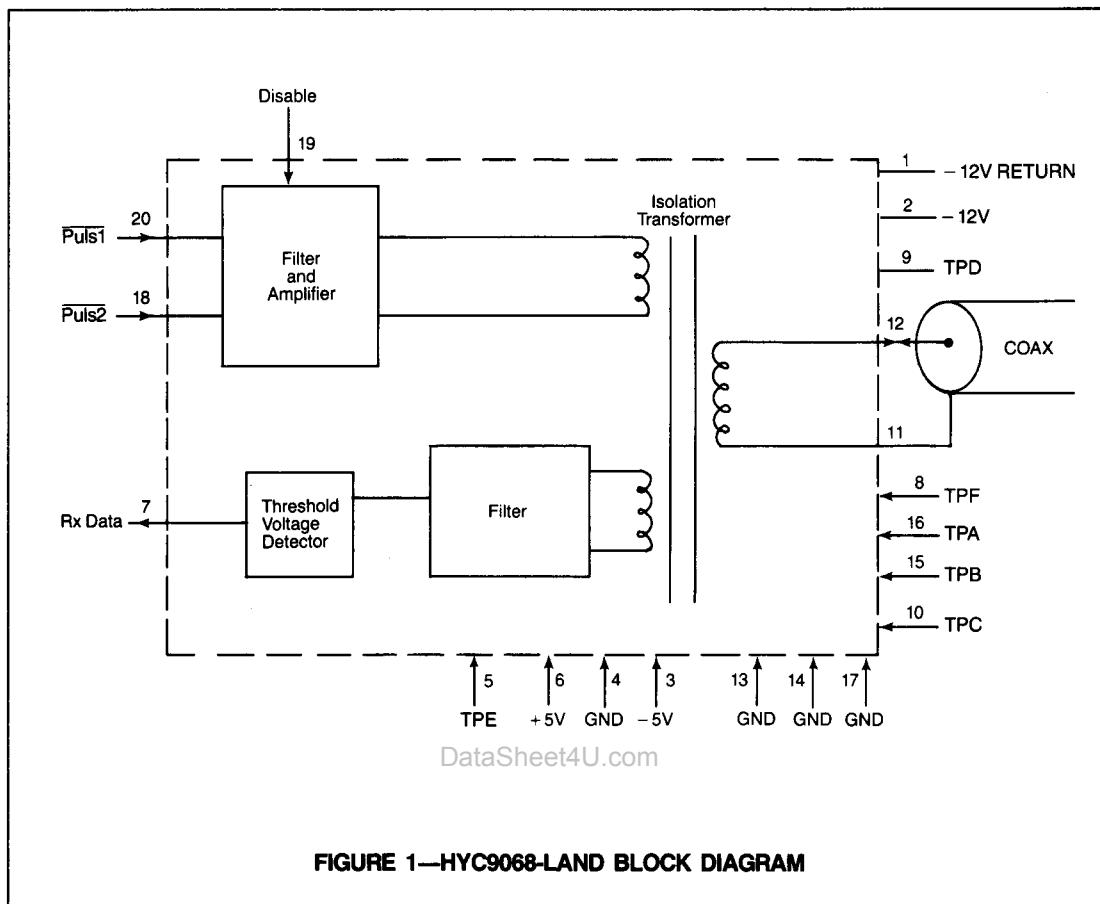 Disable
19
1
– 12V RETURN
Isolation
Transformer
2
– 12V
20
Puls1
Filter
and
Amplifier
9
TPD
18
Puls2
12
COAX
11
8
TPF
7
Rx Data
Threshold
Voltage
Detector
Filter
16
TPA
15
TPB
10
TPC
5
6
4
3
13
14
17
TPE
+ 5V
GND
– 5V
GND
GND
GND
DataSheet4U.com
FIGURE 1—HYC9068-LAND BLOCK DIAGRAM